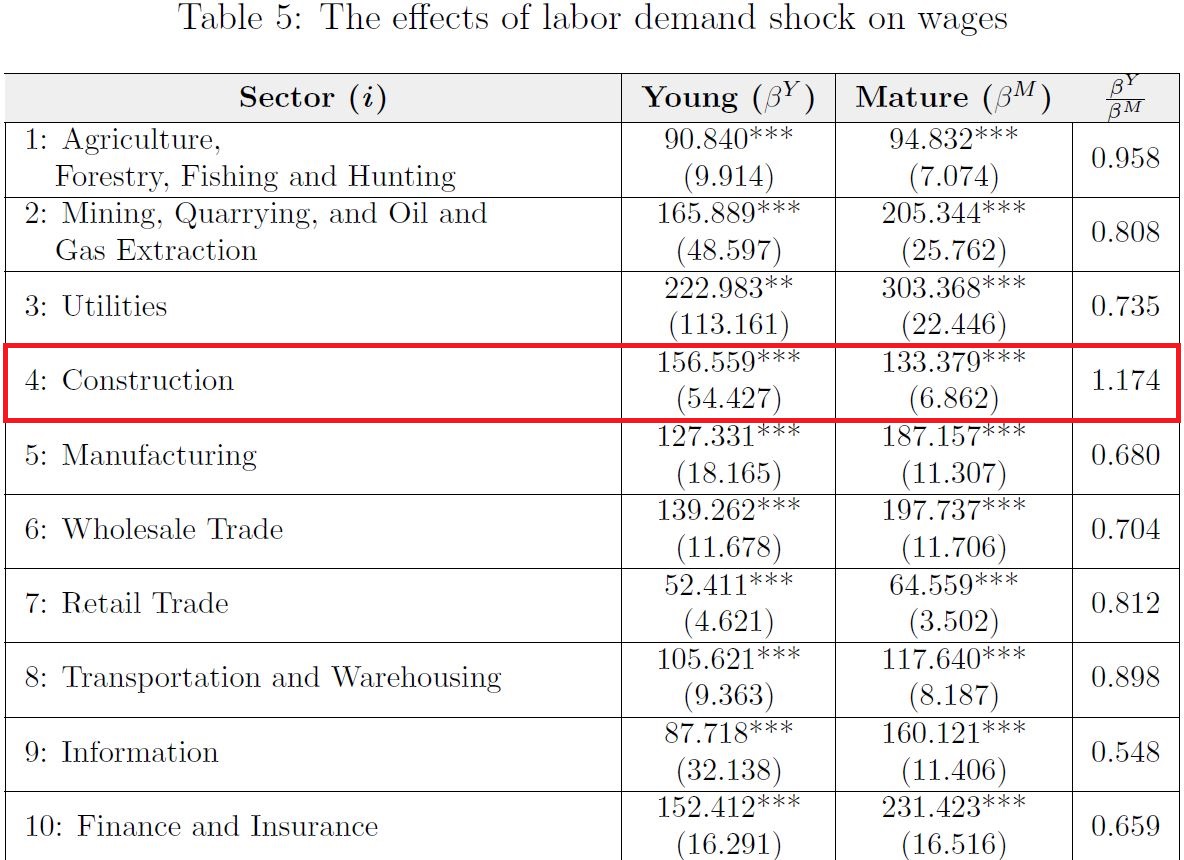 Table 5: The effects of labor demand shock on wages
Sector (i) Young (β^Y) Mature (β^M) β^Y/β^M
1: Agriculture, 90.840*** 94.832*** 0.958
Forestry, Fishing and Hunting (9.914) (7.074)
2: Mining, Quarrying, and Oil and 165.889*** 205.344*** 0.808
Gas Extraction (48.597) (25.762)
3: Utilities 222.983** 303.368*** 0.735
(113.161) (22.446)
4: Construction 156.559*** 133.379*** 1.174
(54.427) (6.862)
5: Manufacturing 127.331*** 187.157*** 0.680
(18.165) (11.307)
6: Wholesale Trade 139.262*** 197.737*** 0.704
(11.678) (11.706)
7: Retail Trade 52.411*** 64.559*** 0.812
(4.621) (3.502)
8: Transportation and Warehousing 105.621*** 117.640*** 0.898
(9.363) (8.187)
9: Information 87.718*** 160.121*** 0.548
(32.138) (11.406)
10: Finance and Insurance 152.412*** 231.423*** 0.659
(16.291) (16.516)